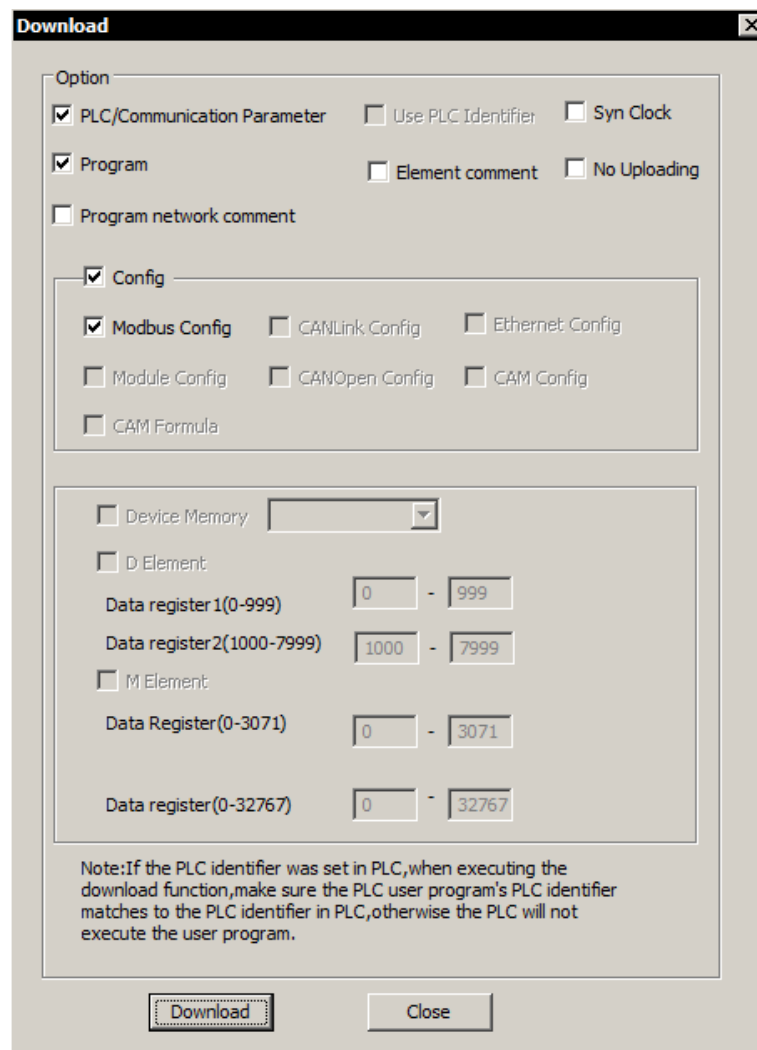 Download
Option
PLC/Communication Parameter Use PLC Identifier Syn Clock
Program Element comment No Uploading
Program network comment
Config
Modbus Config CANLink Config Ethernet Config
Module Config CANOpen Config CAM Config
CAM Formula
Device Memory
D Element
Data register1(0-999) 0 - 999
Data register2(1000-7999) 1000 - 7999
M Element
Data Register(0-3071) 0 - 3071
Data register(0-32767) 0 - 32767
Note:If the PLC identifier was set in PLC,when executing the
download function,make sure the PLC user program's PLC identifier
matches to the PLC identifier in PLC,otherwise the PLC will not
execute the user program.
Download Close